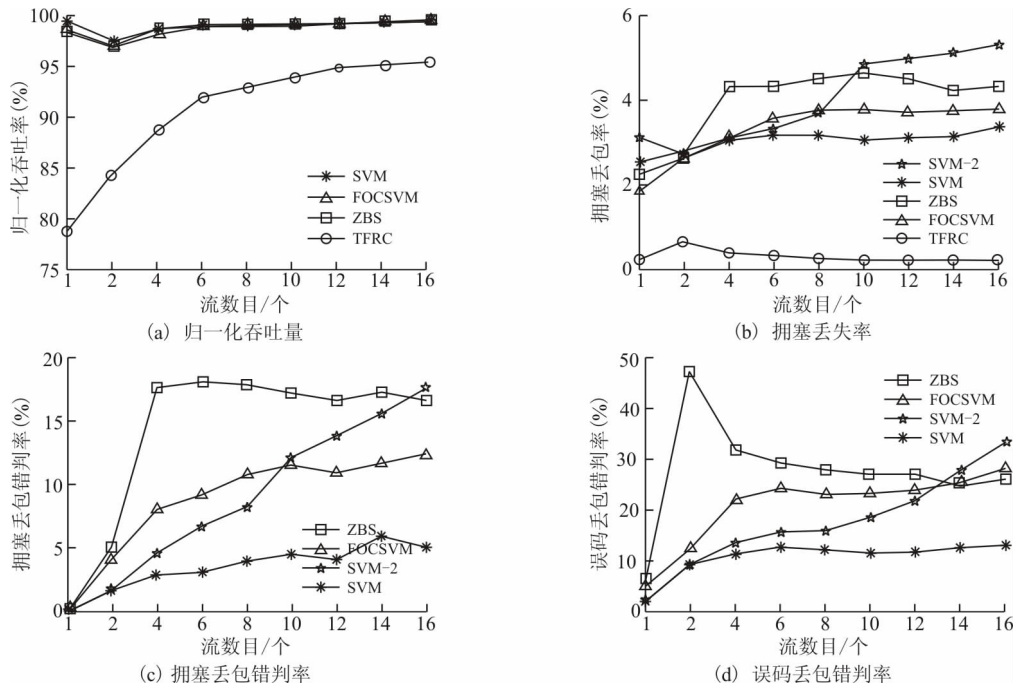 归一化吞吐率(%)
100
95
90
85
80
75
SVM
FOCSVM
ZBS
TFRC
1 2 4 6 8 10 12 14 16
流数目/个
(a) 归一化吞吐量
拥塞丢包率(%)
6
4
2
0
SVM-2
SVM
ZBS
FOCSVM
TFRC
1 2 4 6 8 10 12 14 16
流数目/个
(b) 拥塞丢失率
拥塞丢包错判率(%)
20
15
10
5
0
ZBS
FOCSVM
SVM-2
SVM
1 2 4 6 8 10 12 14 16
流数目/个
(c) 拥塞丢包错判率
误码丢包错判率(%)
50
40
30
20
10
0
ZBS
FOCSVM
SVM-2
SVM
1 2 4 6 8 10 12 14 16
流数目/个
(d) 误码丢包错判率